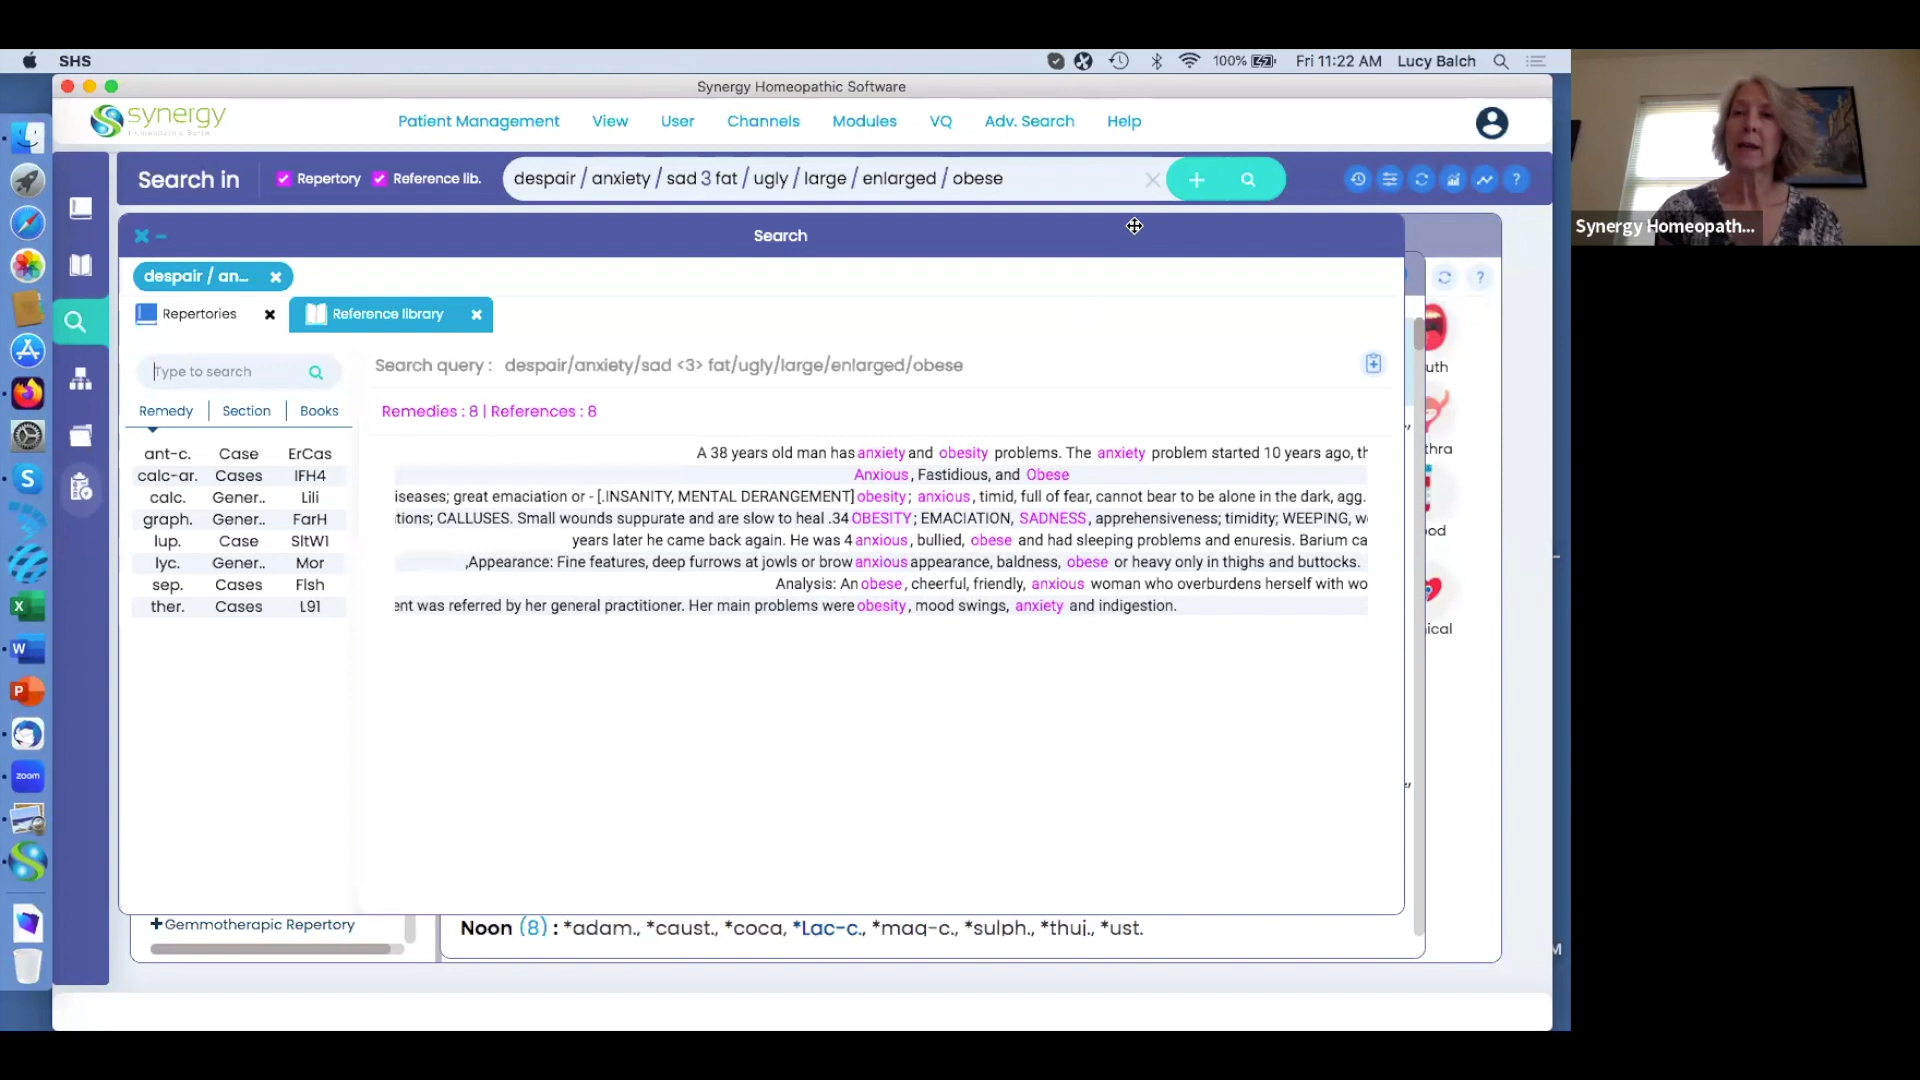 SHS
100%
Fri 11:22 AM Lucy Balch
Synergy Homeopathic Software
synergy
Patient Management View User Channels Modules VQ Adv. Search Help
Search in Repertory Reference lib. despair / anxiety / sad 3 fat / ugly / large / enlarged / obese
Synergy Homeopath...
Search
despair / an...
Repertories Reference library
Type to search
Search query : despair/anxiety/sad <3> fat/ugly/large/enlarged/obese
Remedy Section Books
Remedies : 8 | References : 8
ant-c. Case ErCas A 38 years old man has anxiety and obesity problems. The anxiety problem started 10 years ago, th
calc-ar. Cases IFH4 Anxious, Fastidious, and Obese
calc. Gener.. Lili iseases; great emaciation or - [.INSANITY, MENTAL DERANGEMENT] obesity; anxious, timid, full of fear, cannot bear to be alone in the dark, agg.
graph. Gener.. FarH tions; CALLUSES. Small wounds suppurate and are slow to heal .34 OBESITY; EMACIATION, SADNESS, apprehensiveness; timidity; WEEPING, w
lup. Case SltW1 years later he came back again. He was 4 anxious, bullied, obese and had sleeping problems and enuresis. Barium ca
lyc. Gener.. Mor ,Appearance: Fine features, deep furrows at jowls or brow anxious appearance, baldness, obese or heavy only in thighs and buttocks.
sep. Cases Analysis: An obese, cheerful, friendly, anxious woman who overburdens herself with wo
ther. Cases L91 ent was referred by her general practitioner. Her main problems were obesity, mood swings, anxiety and indigestion.
uth
thra
ood
ical
+Gemmotherapic Repertory
Noon (8) : *adam., *caust., *coca, *Lac-c., *mag-c., *sulph., *thuj., *ust.
M
W
P
zoom